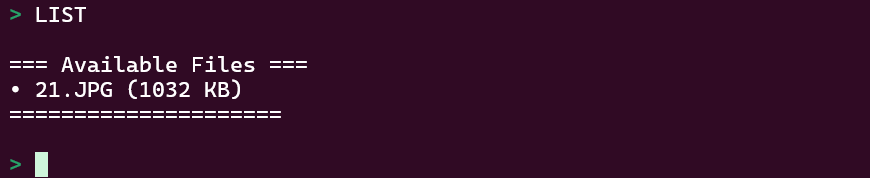 > LIST
=== Available Files ===
• 21.JPG (1032 KB)
=====================
>